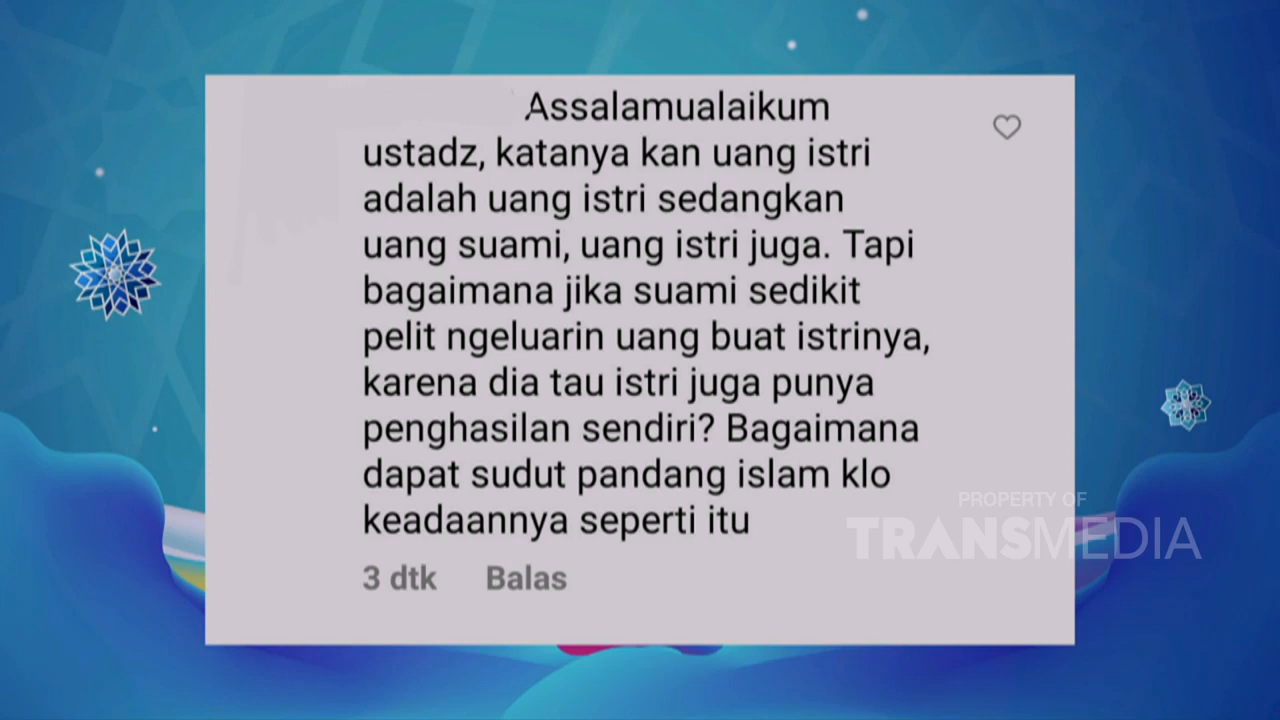 Assalamualaikum
ustadz, katanya kan uang istri
adalah uang istri sedangkan
uang suami, uang istri juga. Tapi
bagaimana jika suami sedikit
pelit ngeluarin uang buat istrinya,
karena dia tau istri juga punya
penghasilan sendiri? Bagaimana
dapat sudut pandang islam klo
keadaannya seperti itu
3 dtk Balas
PROPERTY OF
TRANSMEDIA